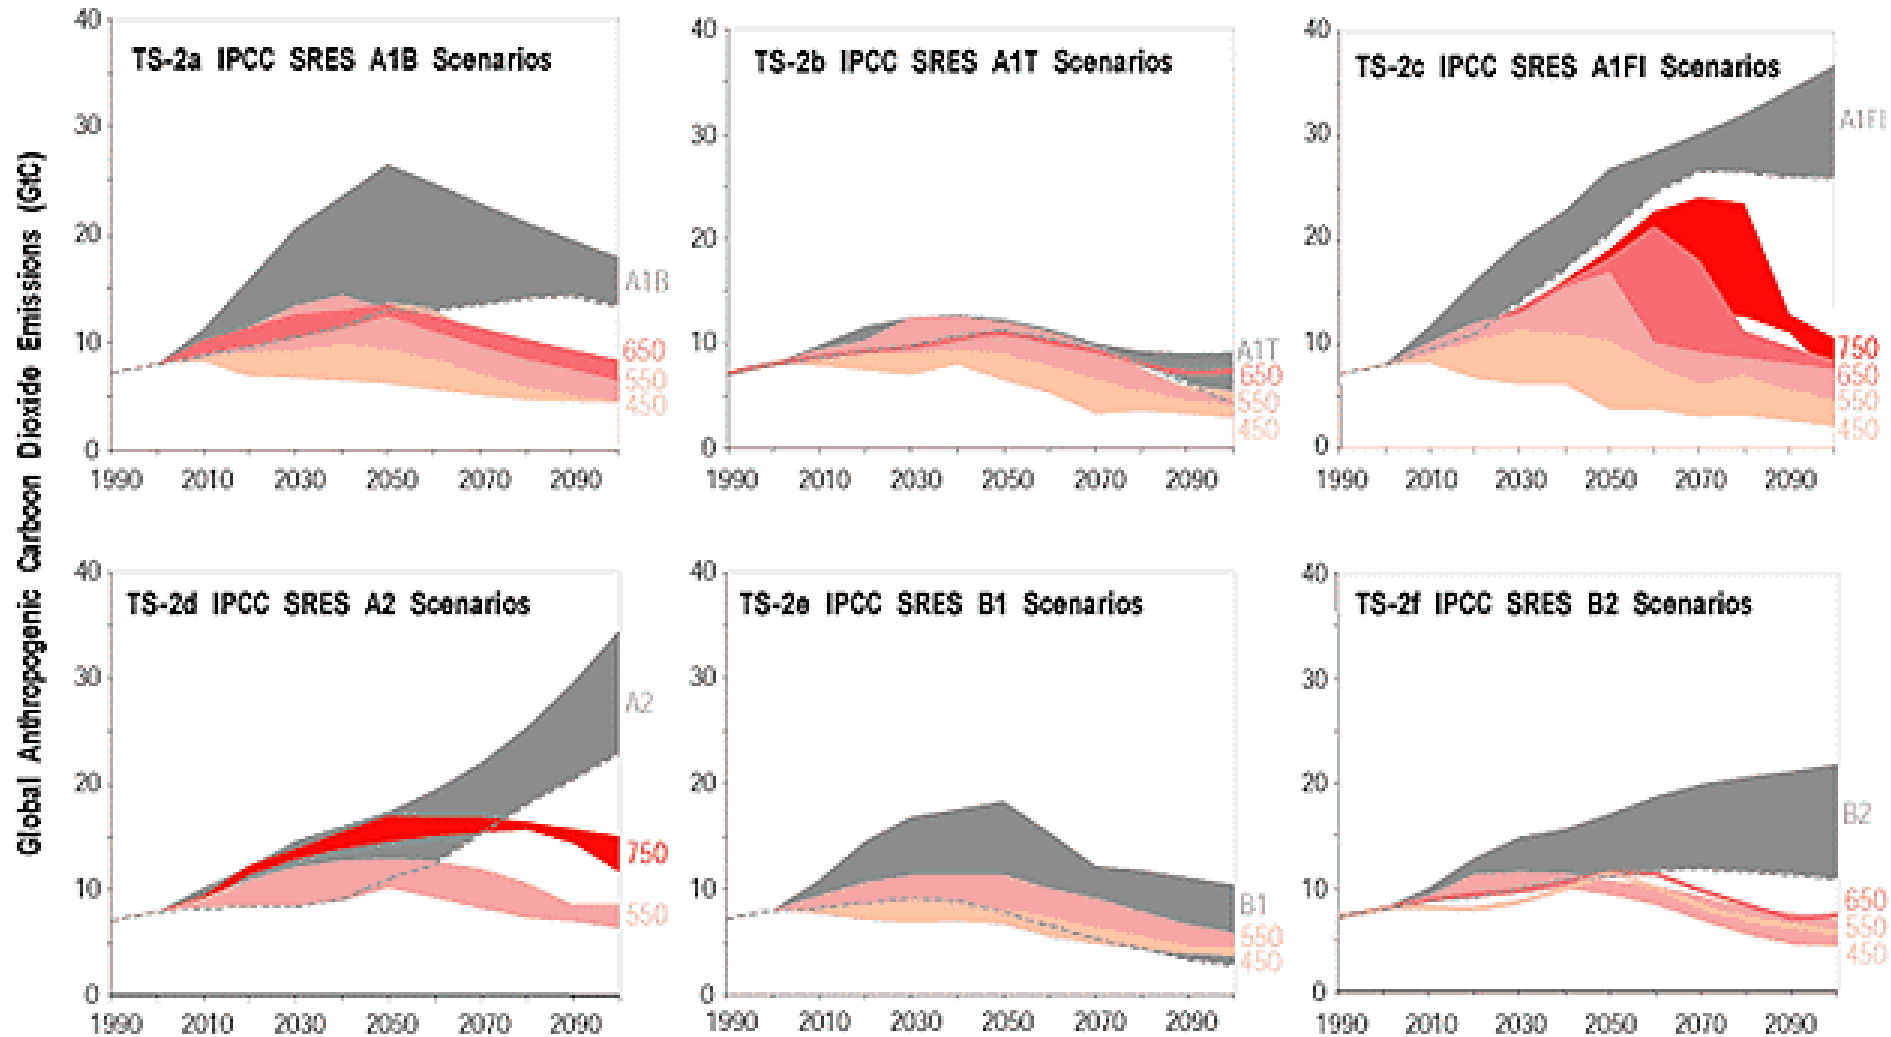 Global Anthropogenic Carbon Dioxide Emissions (GtC)
TS-2a IPCC SRES A1B Scenarios
40
30
20
10
0
1990 2010 2030 2050 2070 2090
A1B
650
550
450
TS-2b IPCC SRES A1T Scenarios
40
30
20
10
0
1990 2010 2030 2050 2070 2090
A1T
650
550
450
TS-2c IPCC SRES A1FI Scenarios
40
30
20
10
0
1990 2010 2030 2050 2070 2090
A1FI
750
650
550
450
TS-2d IPCC SRES A2 Scenarios
40
30
20
10
0
1990 2010 2030 2050 2070 2090
A2
750
550
TS-2e IPCC SRES B1 Scenarios
40
30
20
10
0
1990 2010 2030 2050 2070 2090
B1
550
450
TS-2f IPCC SRES B2 Scenarios
40
30
20
10
0
1990 2010 2030 2050 2070 2090
B2
650
550
450